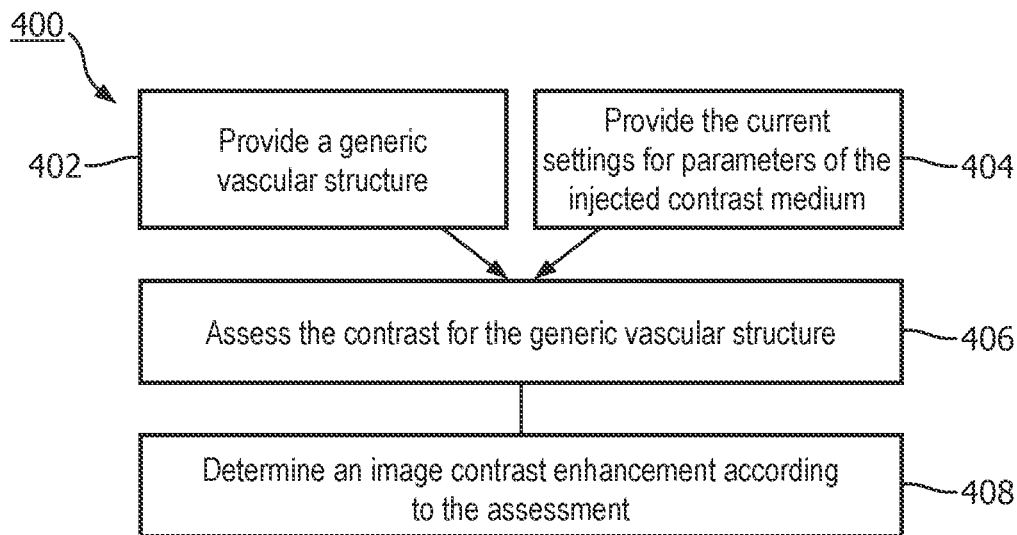 400
Provide a generic
vascular structure
402
Provide the current
settings for parameters of the
injected contrast medium
404
Assess the contrast for the generic vascular structure
406
Determine an image contrast enhancement according
to the assessment
408